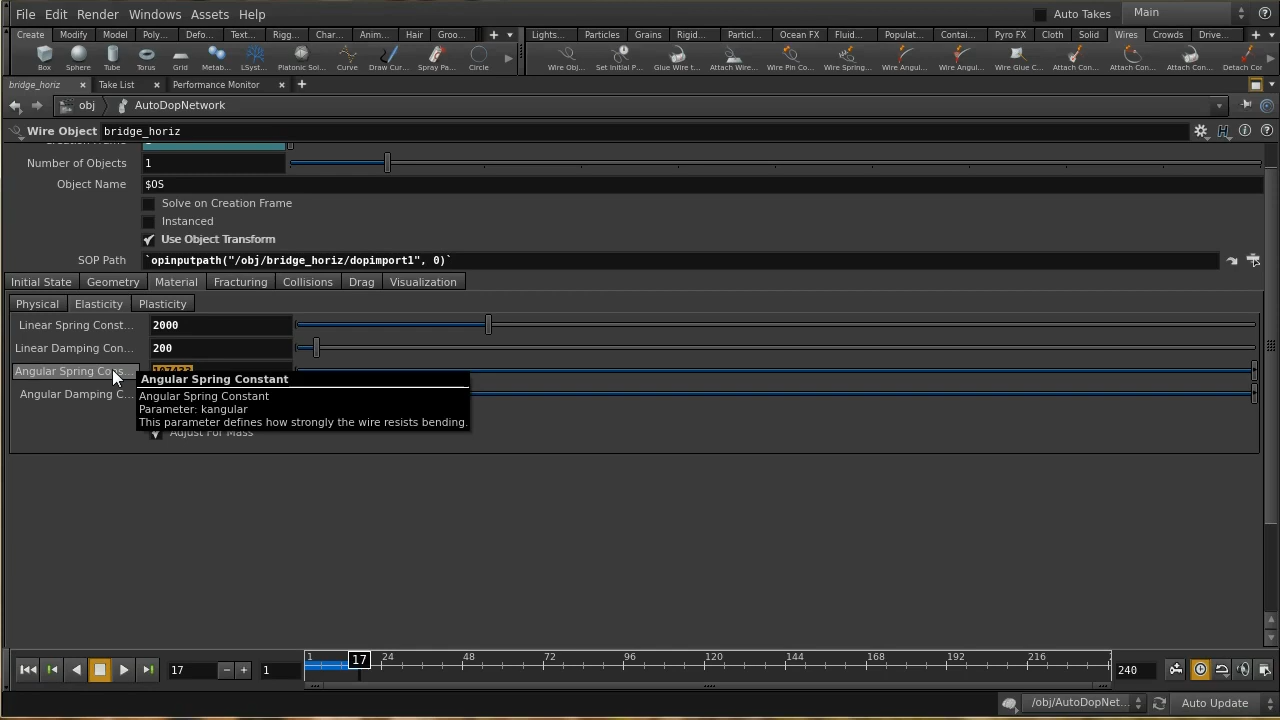 File Edit Render Windows Assets Help Auto Takes Main
Create Modify Model Poly... Defo... Text... Rigg... Char... Anim... Hair Groo... Lights... Particles Grains Rigid... Particl... Ocean FX Fluid... Populat... Contai... Pyro FX Cloth Solid Wires Crowds Drive...
Box Sphere Tube Torus Grid Metab... LSyst... Platonic Sol... Curve Draw Cur... Spray Pa... Circle Wire Obj... Set Initial P... Glue Wire t... Attach Wire... Wire Pin Co... Wire Spring... Wire Angul... Wire Angul... Wire Glue C... Attach Con... Attach Con... Attach Con... Detach Cor
bridge_horiz Take List Performance Monitor
obj AutoDopNetwork
Wire Object bridge_horiz
Number of Objects 1
Object Name $OS
Solve on Creation Frame
Instanced
Use Object Transform
SOP Path `opinputpath("/obj/bridge_horiz/dopimport1", 0)`
Initial State Geometry Material Fracturing Collisions Drag Visualization
Physical Elasticity Plasticity
Linear Spring Const... 2000
Linear Damping Con... 200
Angular Spring Cons...
Angular Spring Constant
Angular Damping C...
Angular Spring Constant
Parameter: kangular
This parameter defines how strongly the wire resists bending.
Adjust For Mass
17 1 1 17 24 48 72 96 120 144 168 192 216 240
/obj/AutoDopNet... Auto Update